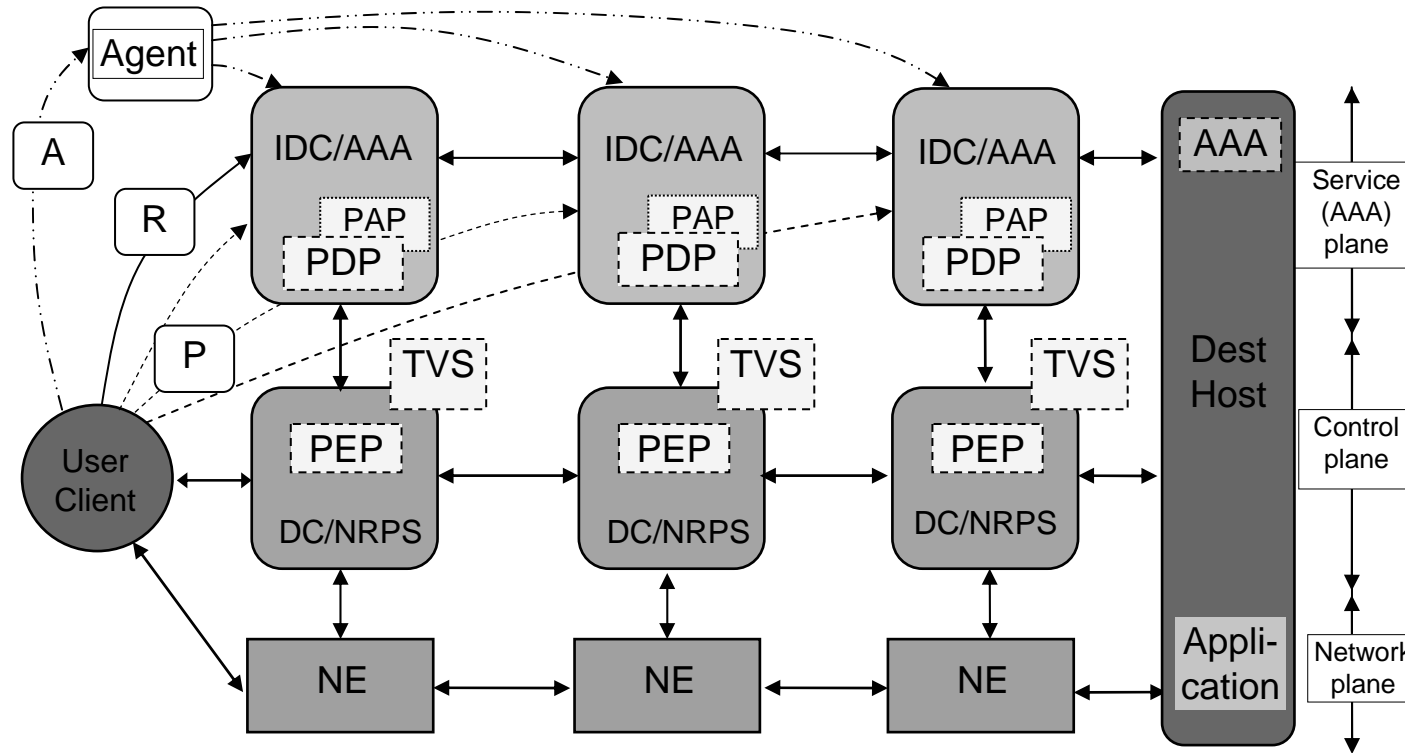 Agent
A
R
P
IDC/AAA
PAP
PDP
IDC/AAA
PAP
PDP
IDC/AAA
PAP
PDP
AAA
Service
(AAA)
plane
TVS
TVS
TVS
User
Client
PEP
DC/NRPS
PEP
DC/NRPS
PEP
DC/NRPS
Dest
Host
Control
plane
NE
NE
NE
Appli-
cation
Network
plane